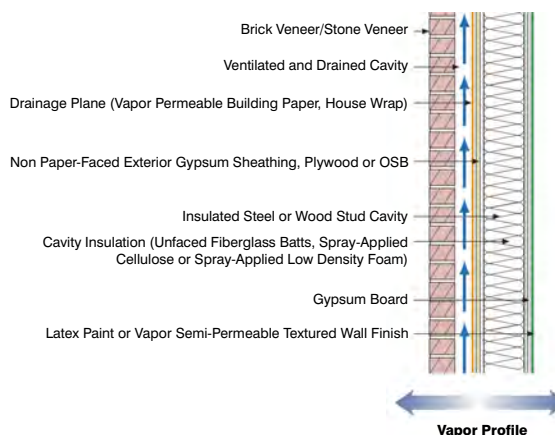 Brick Veneer/Stone Veneer
Ventilated and Drained Cavity
Drainage Plane (Vapor Permeable Building Paper, House Wrap)
Non Paper-Faced Exterior Gypsum Sheathing, Plywood or OSB
Insulated Steel or Wood Stud Cavity
Cavity Insulation (Unfaced Fiberglass Batts, Spray-Applied
Cellulose or Spray-Applied Low Density Foam)
Gypsum Board
Latex Paint or Vapor Semi-Permeable Textured Wall Finish
Vapor Profile